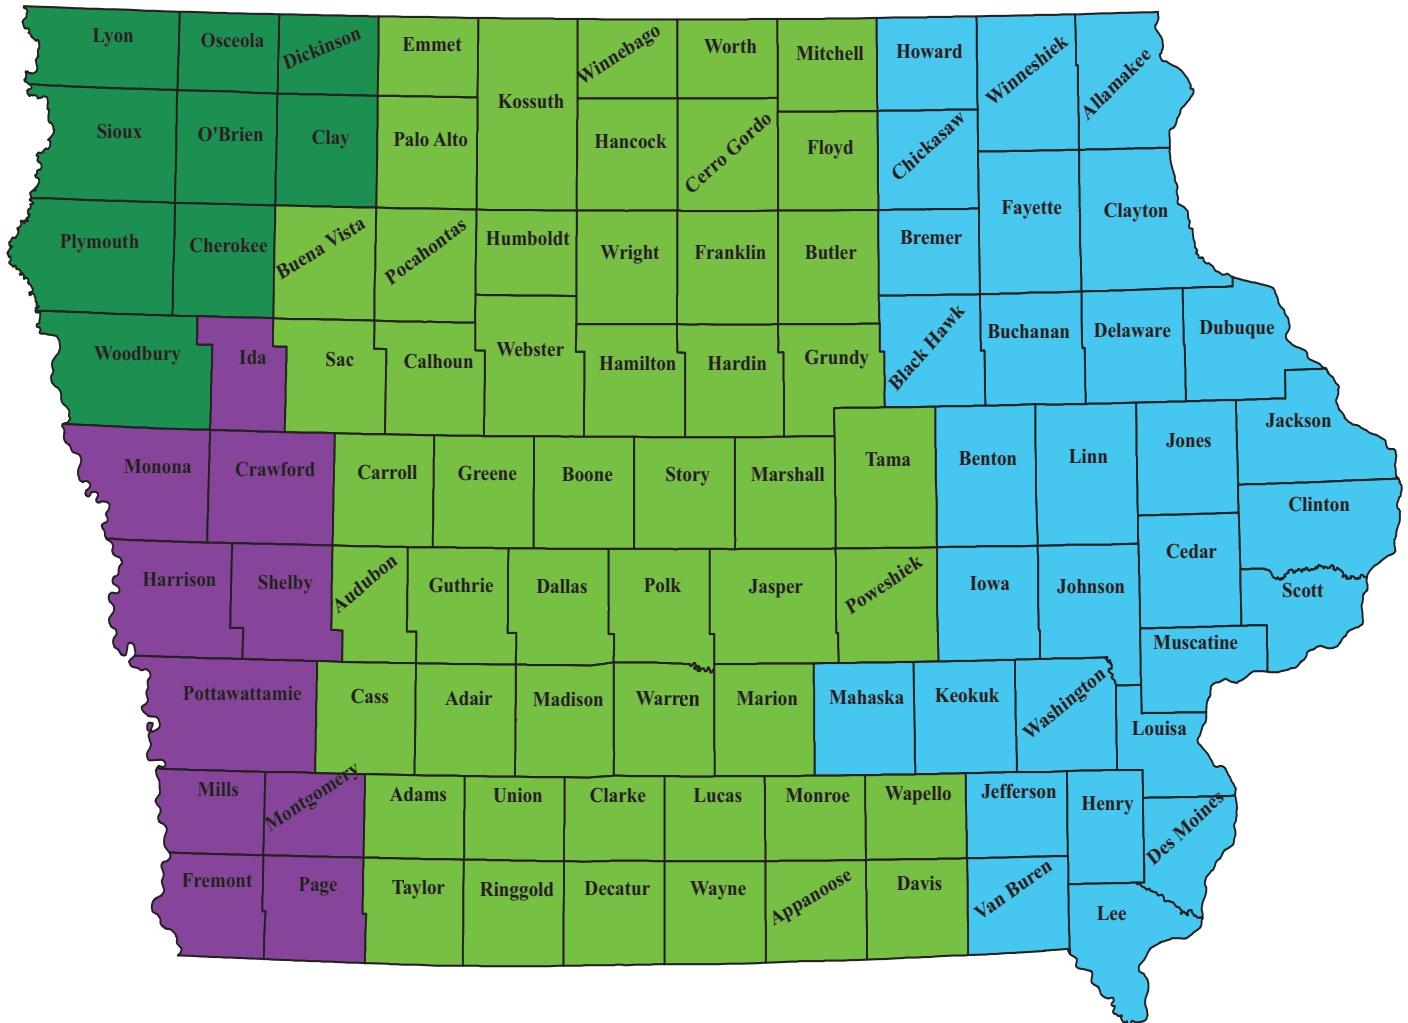 Lyon
Osceola
Dickinson
Emmet
Kossuth
Winnebago
Worth
Mitchell
Howard
Winneshiek
Allamakee
Sioux
O'Brien
Clay
Palo Alto
Hancock
Cerro Gordo
Floyd
Chickasaw
Fayette
Clayton
Plymouth
Cherokee
Buena Vista
Pocahontas
Humboldt
Wright
Franklin
Butler
Bremer
Woodbury
Ida
Sac
Calhoun
Webster
Hamilton
Hardin
Grundy
Black Hawk
Buchanan
Delaware
Dubuque
Monona
Crawford
Carroll
Greene
Boone
Story
Marshall
Tama
Benton
Linn
Jones
Jackson
Clinton
Harrison
Shelby
Audubon
Guthrie
Dallas
Polk
Jasper
Poweshiek
Iowa
Johnson
Cedar
Scott
Muscatine
Pottawattamie
Cass
Adair
Madison
Warren
Marion
Mahaska
Keokuk
Washington
Louisa
Mills
Montgomery
Adams
Union
Clarke
Lucas
Monroe
Wapello
Jefferson
Henry
Des Moines
Fremont
Page
Taylor
Ringgold
Decatur
Wayne
Appanoose
Davis
Van Buren
Lee